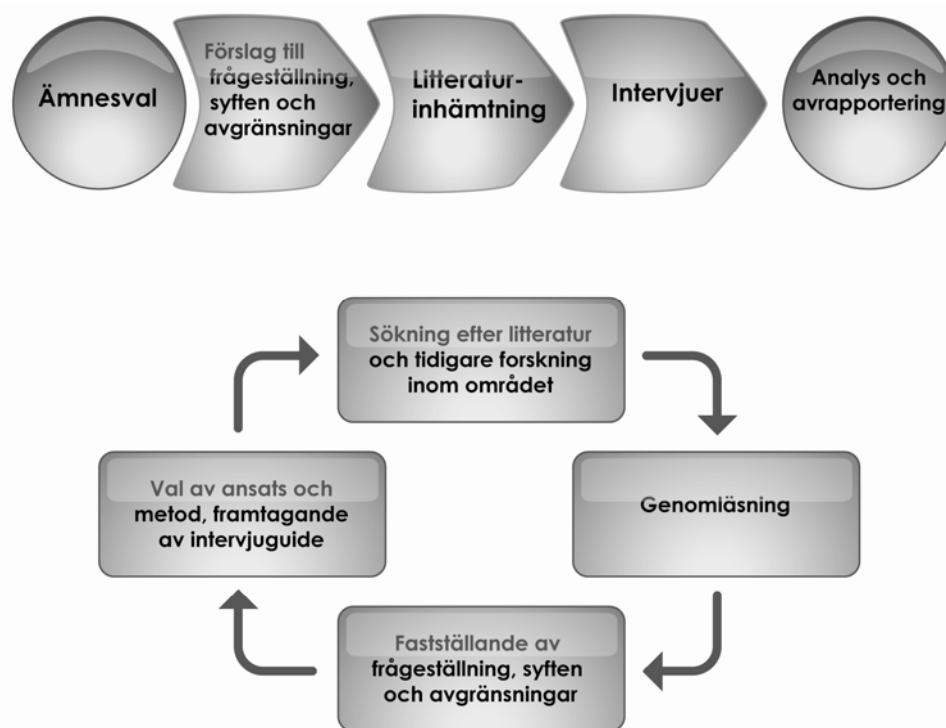 Ämnesval
Förslag till
frågeställning,
syften och
avgränsningar
Litteratur-
inhämtning
Intervjuer
Analys och
avrapportering
Sökning efter litteratur
och tidigare forskning
inom området
Val av ansats och
metod, framtagande
av intervjuguide
Genomläsning
Fastställande av
frågeställning, syften
och avgränsningar